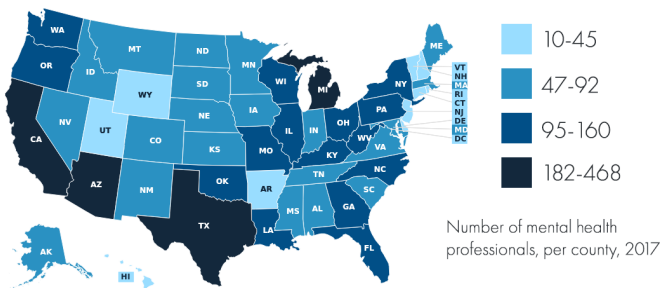 WA
OR
CA
ID
NV
UT
AZ
MT
WY
CO
NM
ND
SD
NE
KS
OK
TX
MN
IA
MO
AR
LA
WI
IL
MI
IN
OH
KY
TN
MS
AL
GA
FL
SC
NC
VA
WV
PA
NY
ME
VT
NH
MA
RI
CT
NJ
DE
MD
DC
AK
HI
10-45
47-92
95-160
182-468
Number of mental health
professionals, per county, 2017